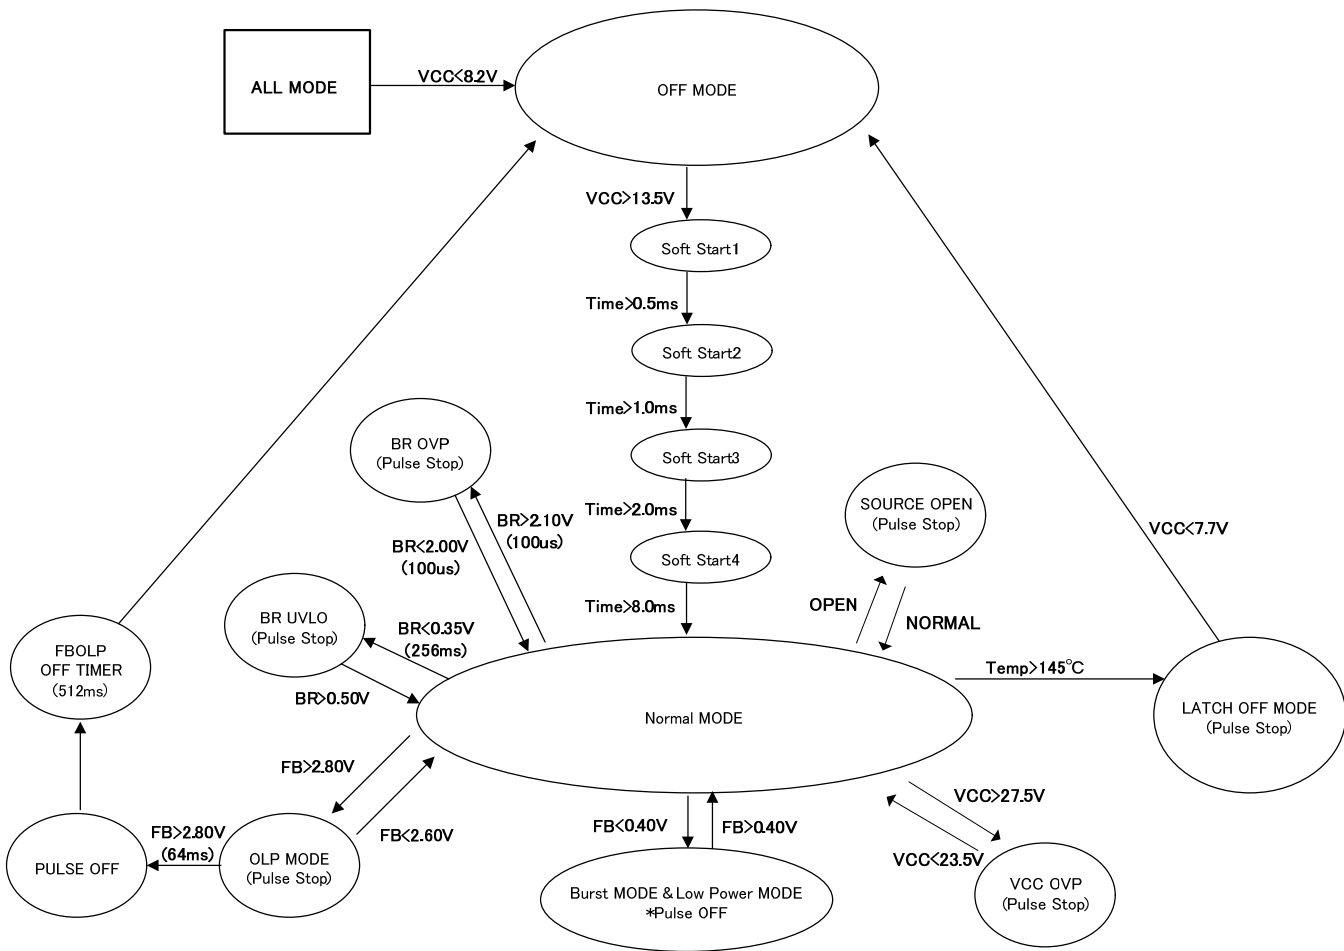 ALL MODE
VCC<8.2V
OFF MODE
VCC>13.5V
Soft Start1
Time>0.5ms
Soft Start2
Time>1.0ms
Soft Start3
Time>2.0ms
Soft Start4
Time>8.0ms
BR OVP
(Pulse Stop)
BR>2.10V
(100us)
BR<2.00V
(100us)
SOURCE OPEN
(Pulse Stop)
OPEN
NORMAL
VCC<7.7V
BR UVLO
(Pulse Stop)
BR<0.35V
(256ms)
BR>0.50V
FBOLP
OFF TIMER
(512ms)
Normal MODE
Temp>145℃
LATCH OFF MODE
(Pulse Stop)
FB>2.80V
FB<2.60V
FB>2.80V
(64ms)
PULSE OFF
OLP MODE
(Pulse Stop)
FB<0.40V
FB>0.40V
Burst MODE & Low Power MODE
*Pulse OFF
VCC>27.5V
VCC<23.5V
VCC OVP
(Pulse Stop)